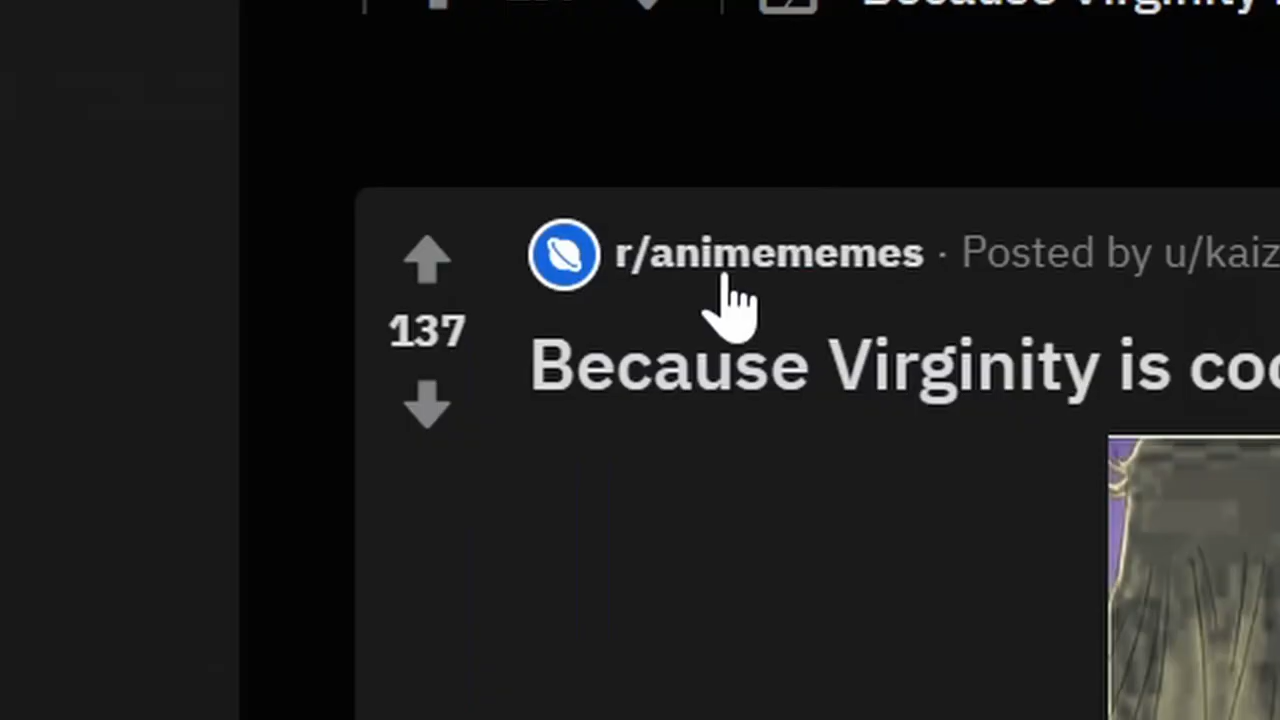 Because Virginity
r/animememes · Posted by u/kaiz
137
Because Virginity is coo